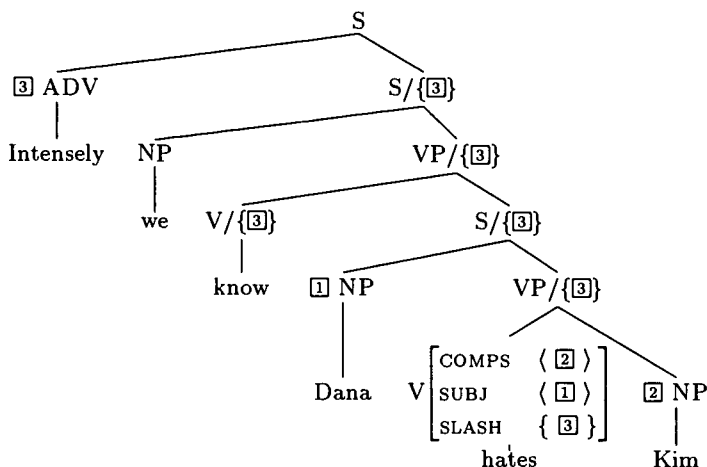 S
3 ADV S/{3}
Intensely NP VP/{3}
we V/{3} S/{3}
know 1 NP VP/{3}
COMPS ⟨ 2 ⟩
Dana V SUBJ ⟨ 1 ⟩ 2 NP
SLASH { 3 }
hates Kim